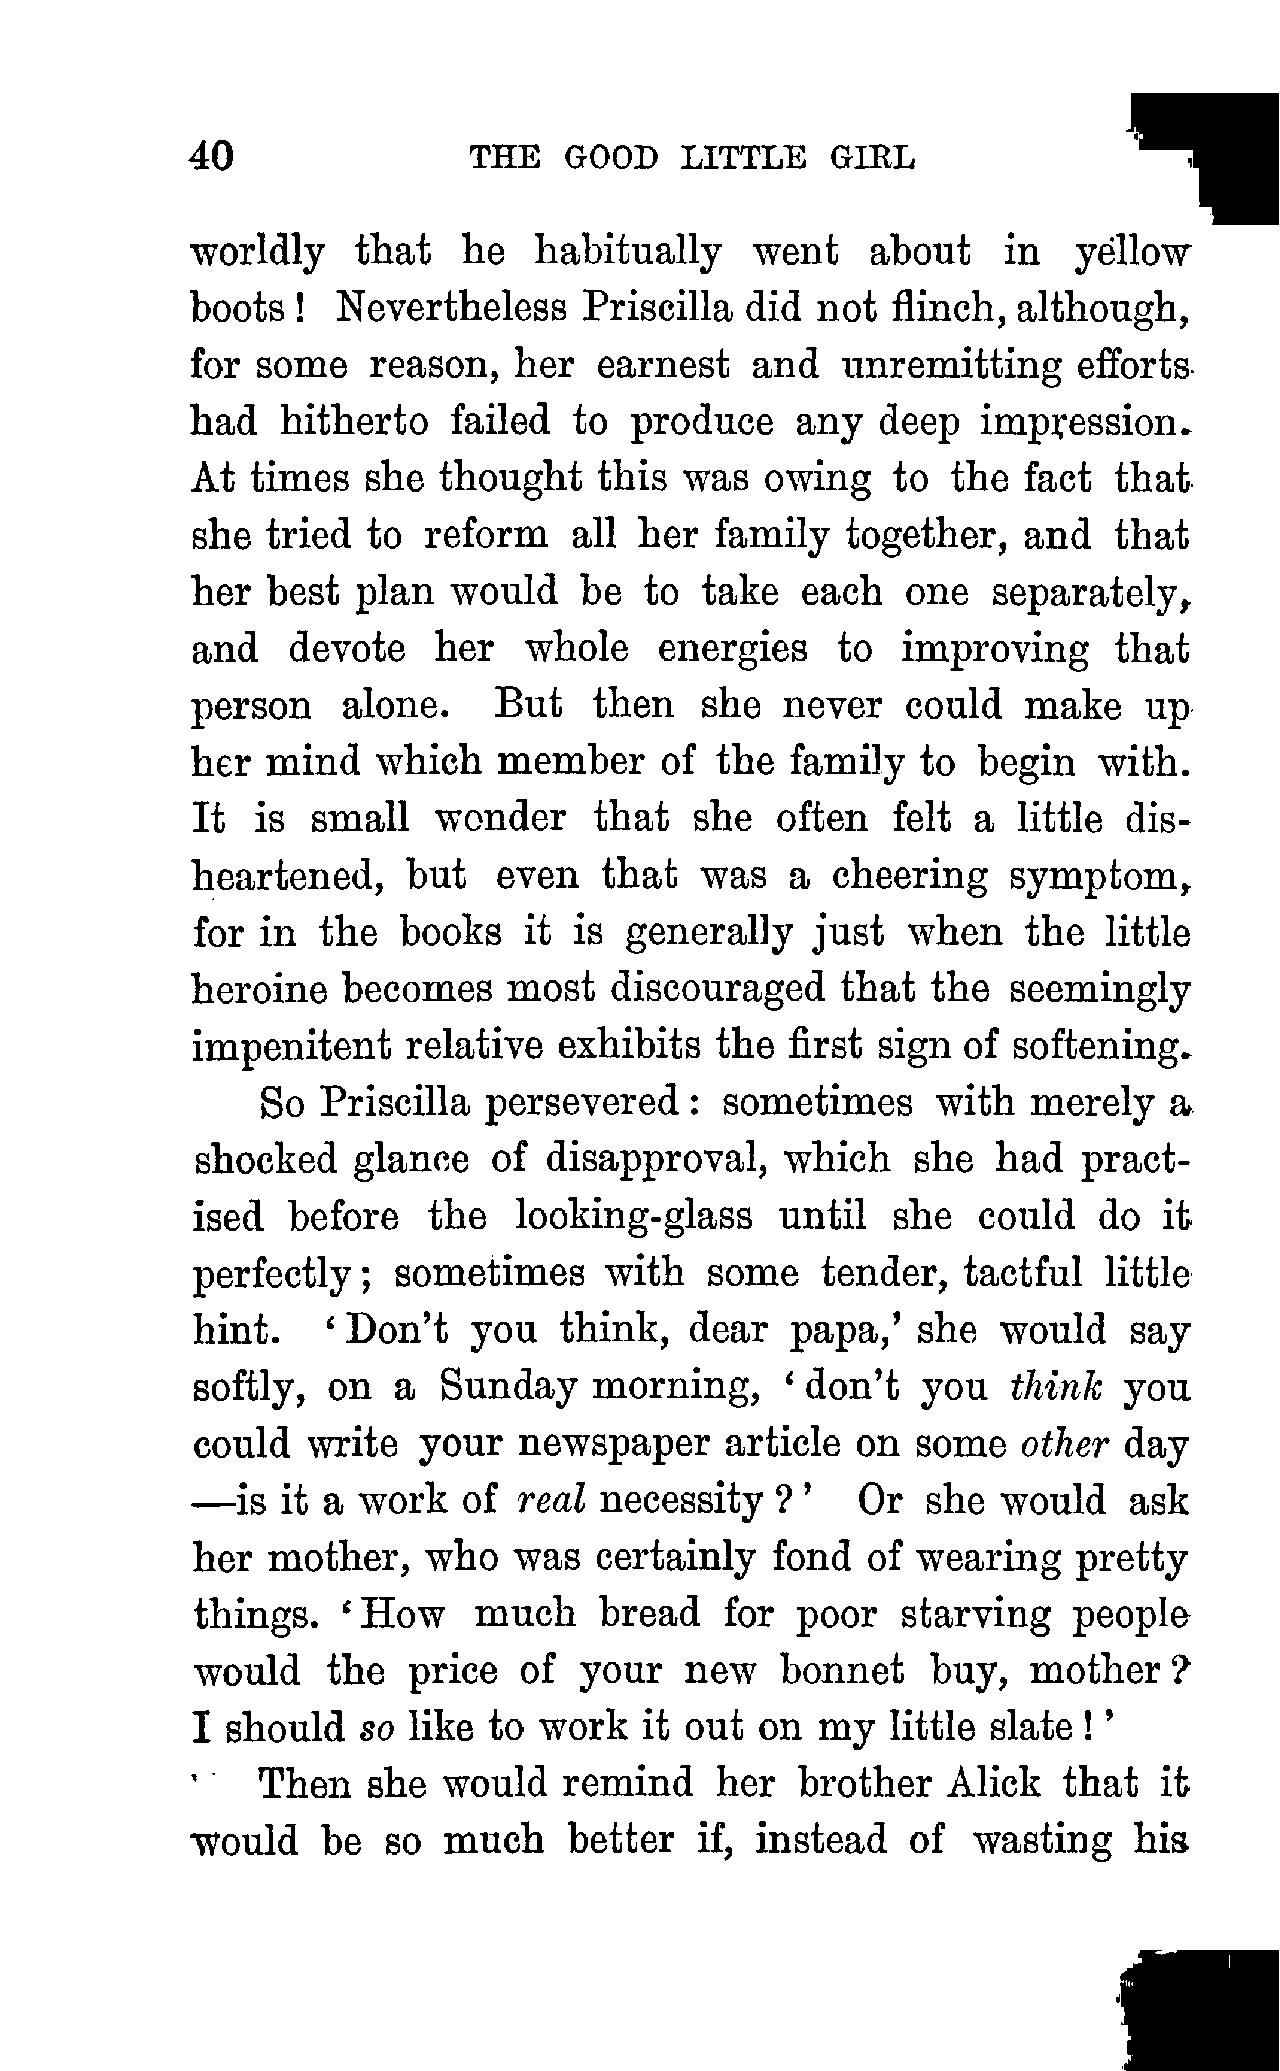 40 THE GOOD LITTLE GIRL
worldly that he habitually went about in yellow
boots! Nevertheless Priscilla did not flinch, although,
for some reason, her earnest and unremitting efforts
had hitherto failed to produce any deep impression.
At times she thought this was owing to the fact that
she tried to reform all her family together, and that
her best plan would be to take each one separately,
and devote her whole energies to improving that
person alone. But then she never could make up
her mind which member of the family to begin with.
It is small wonder that she often felt a little dis-
heartened, but even that was a cheering symptom,
for in the books it is generally just when the little
heroine becomes most discouraged that the seemingly
impenitent relative exhibits the first sign of softening.
So Priscilla persevered: sometimes with merely a
shocked glance of disapproval, which she had pract-
ised before the looking-glass until she could do it
perfectly; sometimes with some tender, tactful little
hint. ‘Don’t you think, dear papa,’ she would say
softly, on a Sunday morning, ‘don’t you think you
could write your newspaper article on some other day
—is it a work of real necessity?’ Or she would ask
her mother, who was certainly fond of wearing pretty
things. ‘How much bread for poor starving people
would the price of your new bonnet buy, mother?
I should so like to work it out on my little slate!’
Then she would remind her brother Alick that it
would be so much better if, instead of wasting his